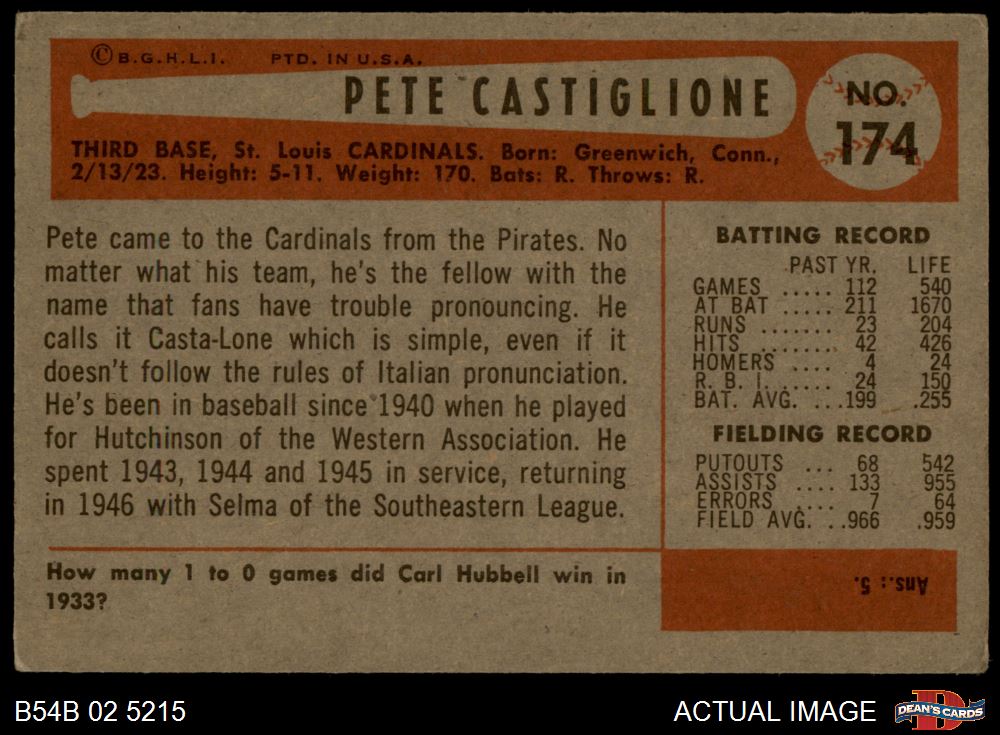 ©B.G.H.L.I. PTD. IN U.S.A.
PETE CASTIGLIONE
NO.
174
THIRD BASE, St. Louis CARDINALS. Born: Greenwich, Conn.,
2/13/23. Height: 5-11. Weight: 170. Bats: R. Throws: R.
Pete came to the Cardinals from the Pirates. No
matter what his team, he's the fellow with the
name that fans have trouble pronouncing. He
calls it Casta-Lone which is simple, even if it
doesn't follow the rules of Italian pronunciation.
He's been in baseball since 1940 when he played
for Hutchinson of the Western Association. He
spent 1943, 1944 and 1945 in service, returning
in 1946 with Selma of the Southeastern League.
BATTING RECORD
PAST YR. LIFE
GAMES ..... 112 540
AT BAT ..... 211 1670
RUNS ....... 23 204
HITS ........ 42 426
HOMERS .... 4 24
R. B. I. ...... 24 150
BAT. AVG. ...199 .255
FIELDING RECORD
PUTOUTS ... 68 542
ASSISTS .... 133 955
ERRORS .... 7 64
FIELD AVG. ..966 .959
How many 1 to 0 games did Carl Hubbell win in
1933?
Ans.: 5.
B54B 02 5215
ACTUAL IMAGE
DEAN'S CARDS